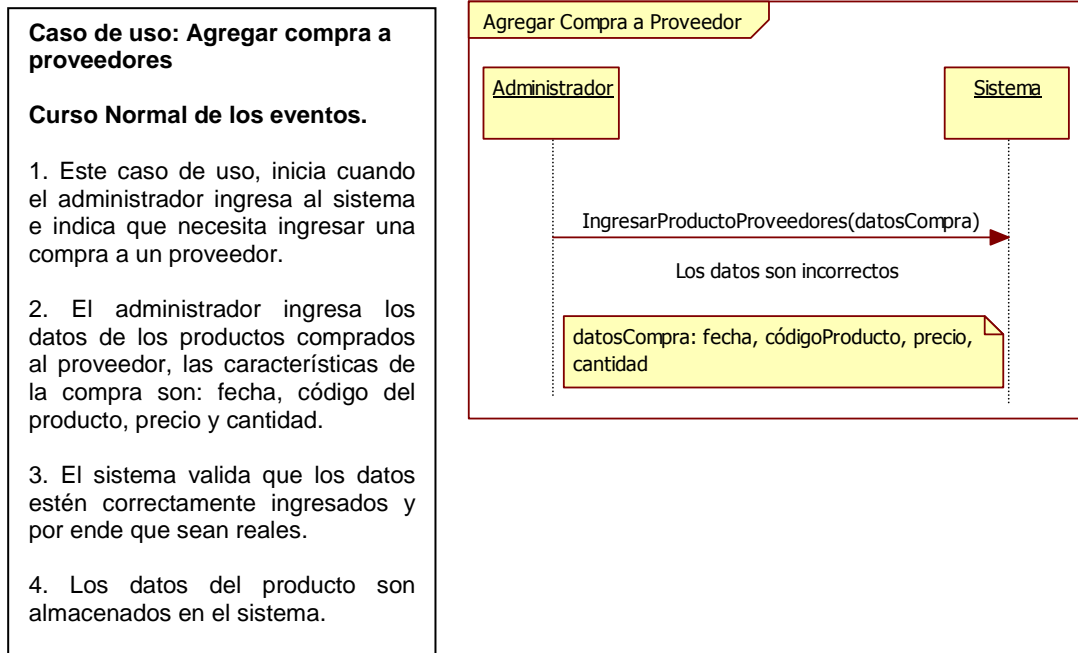 Caso de uso: Agregar compra a
proveedores
Curso Normal de los eventos.
1. Este caso de uso, inicia cuando
el administrador ingresa al sistema
e indica que necesita ingresar una
compra a un proveedor.
2. El administrador ingresa los
datos de los productos comprados
al proveedor, las características de
la compra son: fecha, código del
producto, precio y cantidad.
3. El sistema valida que los datos
estén correctamente ingresados y
por ende que sean reales.
4. Los datos del producto son
almacenados en el sistema.
Agregar Compra a Proveedor
Administrador
Sistema
IngresarProductoProveedores(datosCompra)
Los datos son incorrectos
datosCompra: fecha, códigoProducto, precio,
cantidad